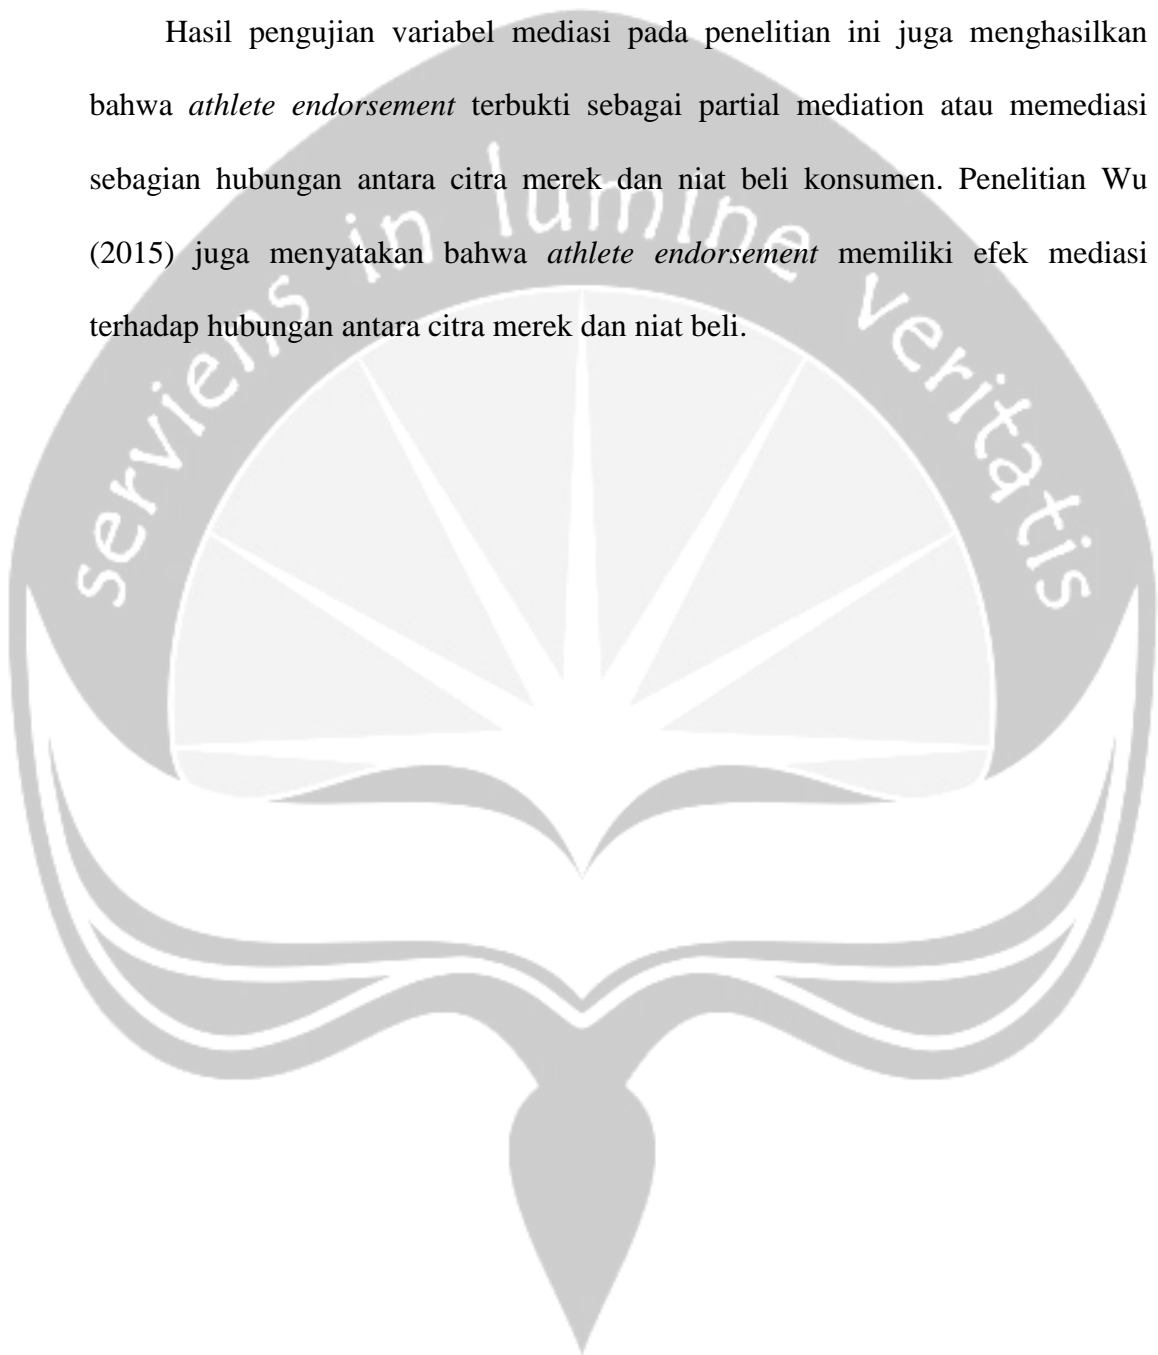 Hasil pengujian variabel mediasi pada penelitian ini juga menghasilkan
bahwa athlete endorsement terbukti sebagai partial mediation atau memediasi
sebagian hubungan antara citra merek dan niat beli konsumen. Penelitian Wu
(2015) juga menyatakan bahwa athlete endorsement memiliki efek mediasi
terhadap hubungan antara citra merek dan niat beli.
serviens in lumine veritatis